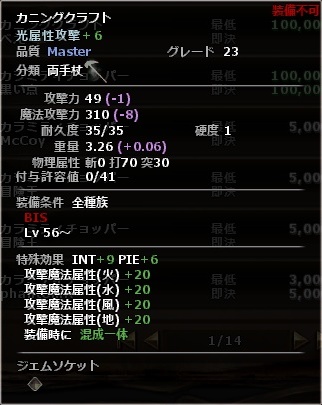 カニングクラフト 装備不可
光属性攻撃+6
品質 Master グレード 23
分類 両手杖
攻撃力 49 (-1)
魔法攻撃力 310 (-8)
耐久度 35/35 硬度 1
重量 3.26 (+0.06)
物理属性 斬0 打70 突30
付与許容値 0/41
装備条件 全種族
BIS
Lv 56~
特殊効果 INT+9 PIE+6
攻撃魔法属性(火)+20
攻撃魔法属性(水)+20
攻撃魔法属性(風)+20
攻撃魔法属性(地)+20
装備時に 混成一体
1/14
ジェムソケット